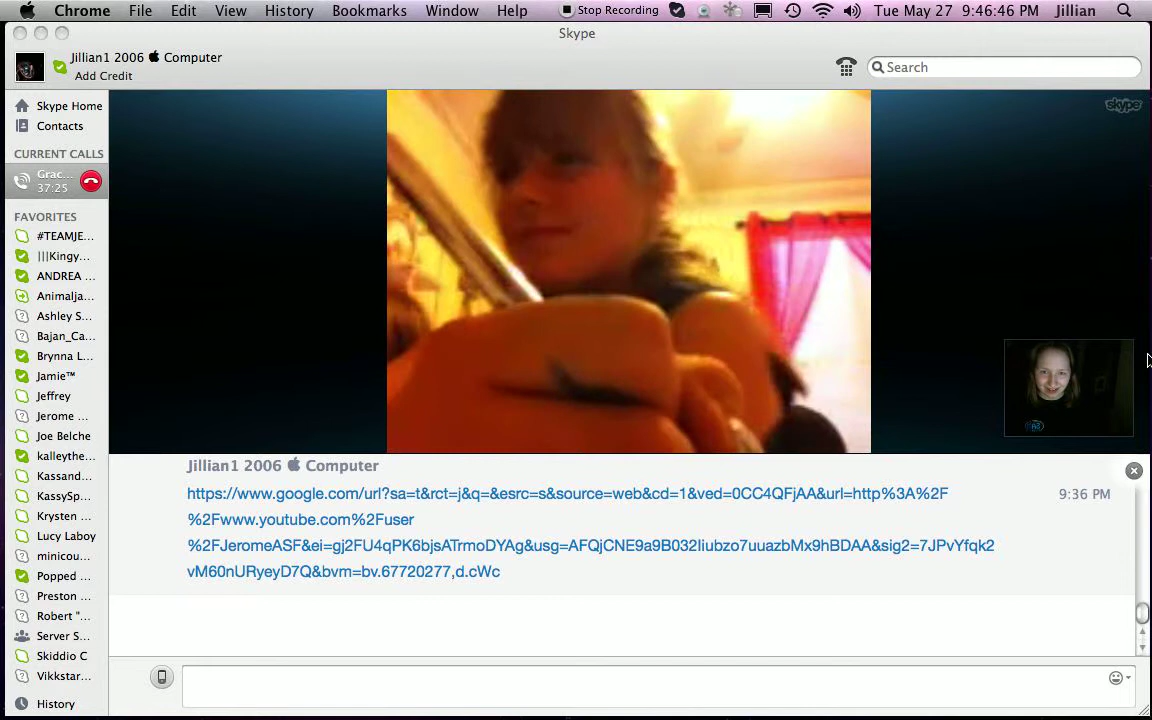 Chrome File Edit View History Bookmarks Window Help Stop Recording Tue May 27 9:46:46 PM Jillian
Skype
Jillian1 2006 Computer
Add Credit
Search
skype
Skype Home
Contacts
CURRENT CALLS
Grac...
37:25
FAVORITES
#TEAMJE...
|||Kingy...
ANDREA ...
Animalja...
Ashley S...
Bajan_Ca...
Brynna L...
Jamie™
Jeffrey
Jerome ...
Joe Belche
kalleythe...
Kassand...
KassySp...
Krysten ...
Lucy Laboy
minicou...
Popped ...
Preston ...
Robert "...
Server S...
Skiddio C
Vikkstar...
History
Jillian1 2006 Computer
https://www.google.com/url?sa=t&rct=j&q=&esrc=s&source=web&cd=1&ved=0CC4QFjAA&url=http%3A%2F
%2Fwww.youtube.com%2Fuser
%2FJeromeASF&ei=gj2FU4qPK6bjsATrmoDYAg&usg=AFQjCNE9a9B032Iiubzo7uuazbMx9hBDAA&sig2=7JPvYfqk2
vM60nURyeyD7Q&bvm=bv.67720277,d.cWc
9:36 PM